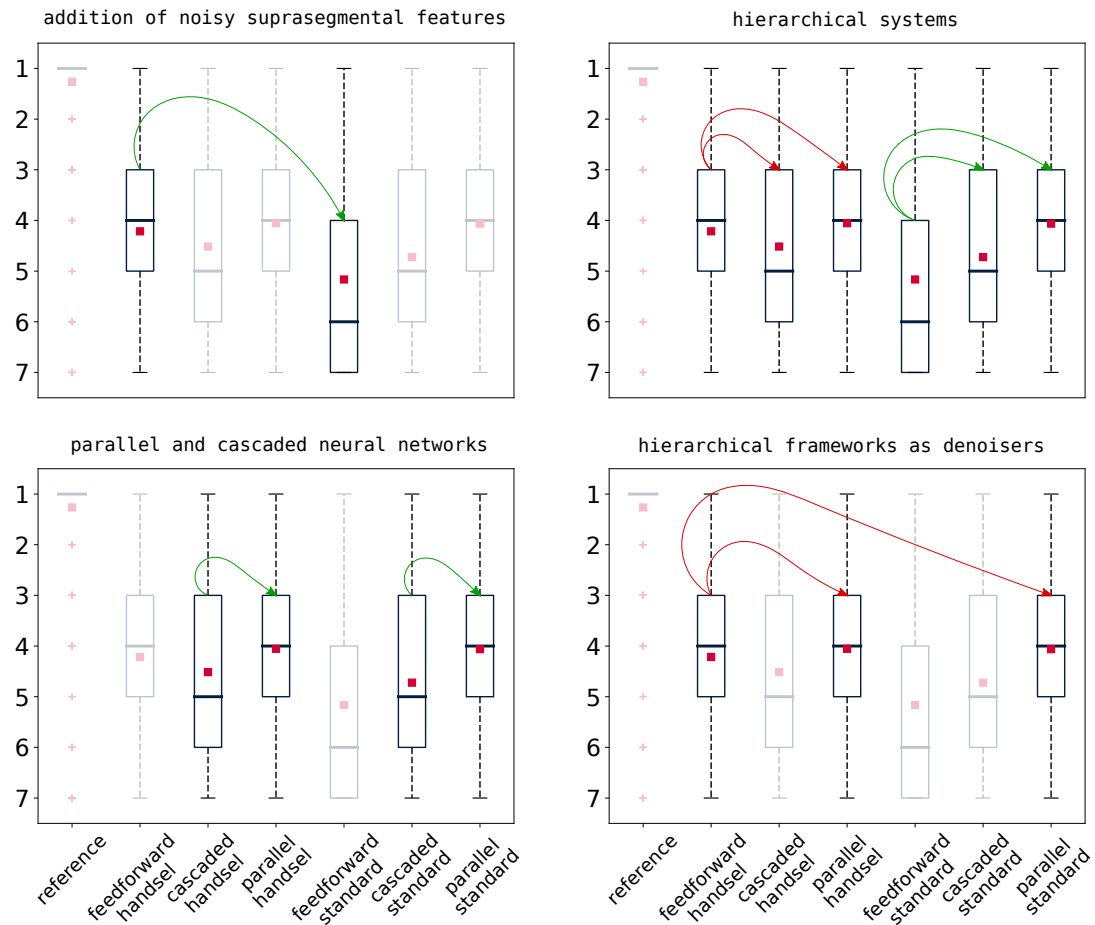 addition of noisy suprasegmental features
hierarchical systems
1
2
3
4
5
6
7
1
2
3
4
5
6
7
parallel and cascaded neural networks
hierarchical frameworks as denoisers
1
2
3
4
5
6
7
1
2
3
4
5
6
7
reference
feedforward
handsel
cascaded
handsel
parallel
handsel
feedforward
standard
cascaded
standard
parallel
standard
reference
feedforward
handsel
cascaded
handsel
parallel
handsel
feedforward
standard
cascaded
standard
parallel
standard